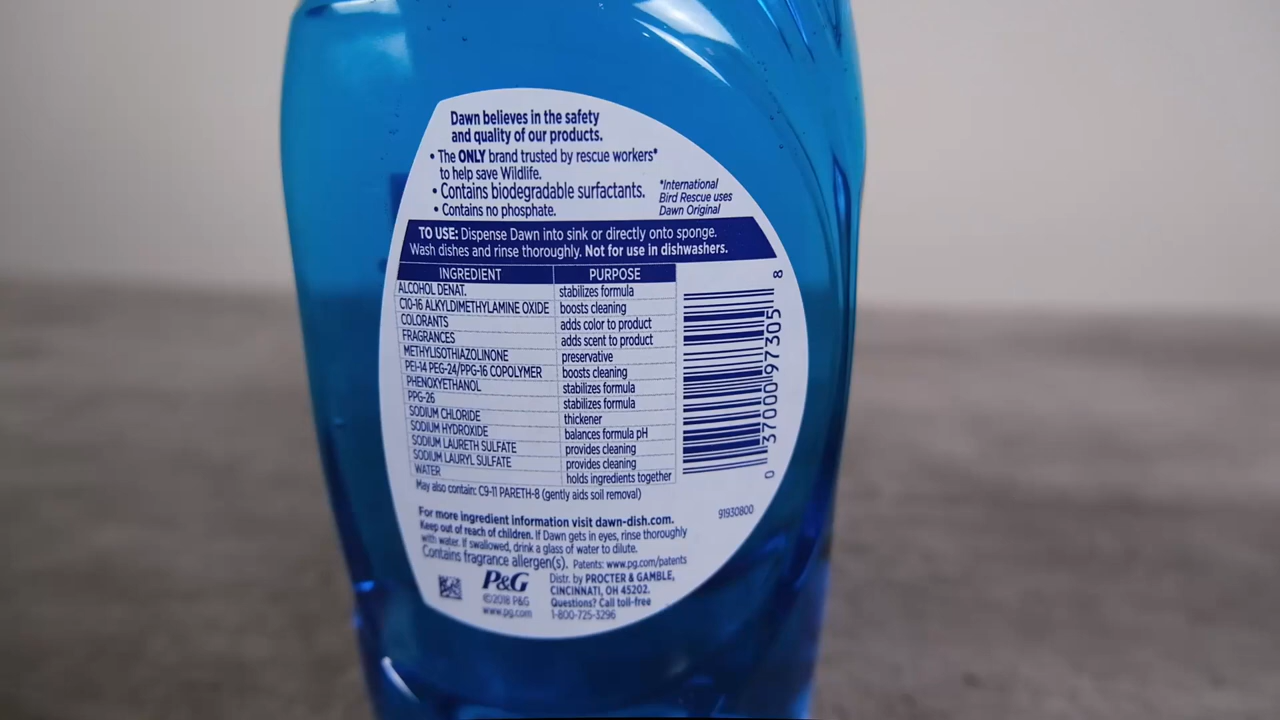 Dawn believes in the safety
and quality of our products.
• The ONLY brand trusted by rescue workers*
to help save Wildlife.
• Contains biodegradable surfactants.
• Contains no phosphate.
*International
Bird Rescue uses
Dawn Original
TO USE: Dispense Dawn into sink or directly onto sponge.
Wash dishes and rinse thoroughly. Not for use in dishwashers.
INGREDIENT PURPOSE
ALCOHOL DENAT. stabilizes formula
C10-16 ALKYLDIMETHYLAMINE OXIDE boosts cleaning
COLORANTS adds color to product
FRAGRANCES adds scent to product
METHYLISOTHIAZOLINONE preservative
PEI-14 PEG-24/PPG-16 COPOLYMER boosts cleaning
PHENOXYETHANOL stabilizes formula
PPG-26 stabilizes formula
SODIUM CHLORIDE thickener
SODIUM HYDROXIDE balances formula pH
SODIUM LAURETH SULFATE provides cleaning
SODIUM LAURYL SULFATE provides cleaning
WATER holds ingredients together
May also contain: C9-11 PARETH-8 (gently aids soil removal)
0 37000 97305 8
91930800
For more ingredient information visit dawn-dish.com.
Keep out of reach of children. If Dawn gets in eyes, rinse thoroughly
with water. If swallowed, drink a glass of water to dilute.
Contains fragrance allergen(s). Patents: www.pg.com/patents
P&G
©2018 P&G
www.pg.com
Distr. by PROCTER & GAMBLE,
CINCINNATI, OH 45202.
Questions? Call toll-free
1-800-725-3296